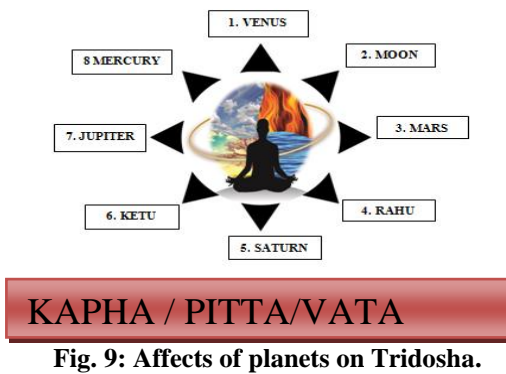 1. VENUS
2. MOON
3. MARS
4. RAHU
5. SATURN
6. KETU
7. JUPITER
8 MERCURY
KAPHA / PITTA/VATA
Fig. 9: Affects of planets on Tridosha.